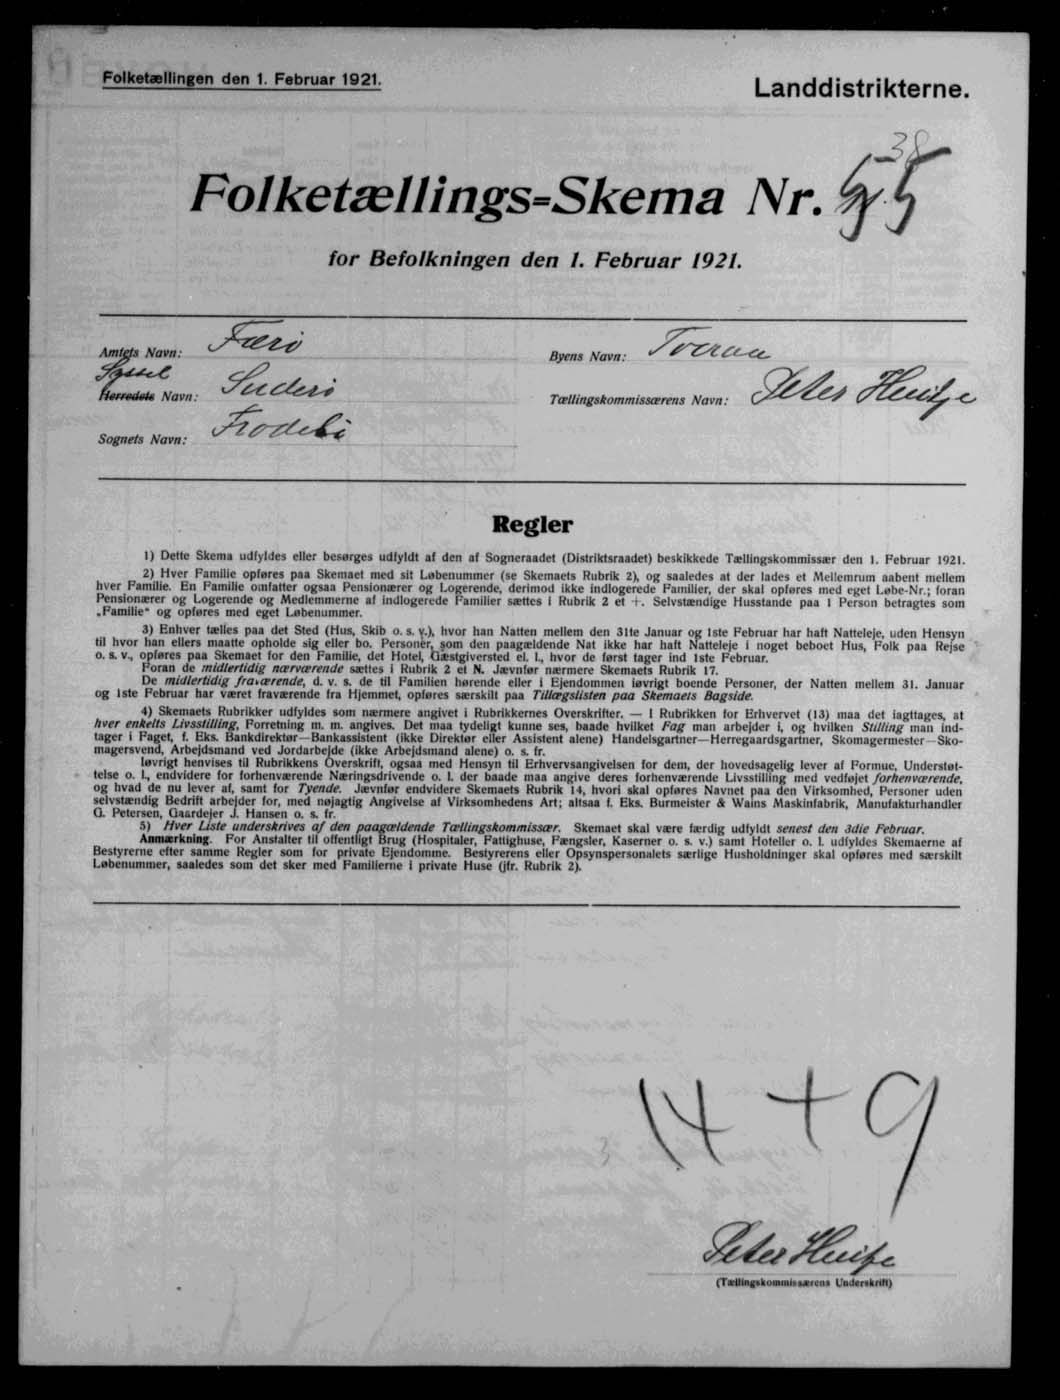 Folketællingen den 1. Februar 1921.
Landdistrikterne.
38
Folketællings=Skema Nr. 55
for Befolkningen den 1. Februar 1921.
Amtets Navn: Færø
Byens Navn: Tveraa
Syssel
Herredets Navn: Suderø
Tællingskommissærens Navn: Peter Hentze
Sognets Navn: Frodebø
Regler
1) Dette Skema udfyldes eller besørges udfyldt af den af Sogneraadet (Distriktsraadet) beskikkede Tællingskommissær den 1. Februar 1921.
2) Hver Familie opføres paa Skemaet med sit Løbenummer (se Skemaets Rubrik 2), og saaledes at der lades et Mellemrum aabent mellem
hver Familie. En Familie omfatter ogsaa Pensionærer og Logerende, derimod ikke indlogerede Familier, der skal opføres med eget Løbe-Nr.; foran
Pensionærer og Logerende og Medlemmerne af indlogerede Familier sættes i Rubrik 2 et +. Selvstændige Husstande paa 1 Person betragtes som
„Familie“ og opføres med eget Løbenummer.
3) Enhver tælles paa det Sted (Hus, Skib o. s. v.), hvor han Natten mellem den 31te Januar og 1ste Februar har haft Natteleje, uden Hensyn
til hvor han ellers maatte opholde sig eller bo. Personer, som den paagældende Nat ikke har haft Natteleje i noget beboet Hus, Folk paa Rejse
o. s. v., opføres paa Skemaet for den Familie, det Hotel, Gæstgiversted el. l., hvor de først tager ind 1ste Februar.
Foran de midlertidig nærværende sættes i Rubrik 2 et N. Jævnfør nærmere Skemaets Rubrik 17.
De midlertidig fraværende, d. v. s. de til Familien hørende eller i Ejendommen iøvrigt boende Personer, der Natten mellem 31. Januar
og 1ste Februar har været fraværende fra Hjemmet, opføres særskilt paa Tillægslisten paa Skemaets Bagside.
4) Skemaets Rubrikker udfyldes som nærmere angivet i Rubrikkernes Overskrifter. — I Rubrikken for Erhvervet (13) maa det iagttages, at
hver enkelts Livsstilling, Forretning m. m. angives. Det maa tydeligt kunne ses, baade hvilket Fag man arbejder i, og hvilken Stilling man ind-
tager i Faget, f. Eks. Bankdirektør—Bankassistent (ikke Direktør eller Assistent alene) Handelsgartner—Herregaardsgartner, Skomagermester—Sko-
magersvend, Arbejdsmand ved Jordarbejde (ikke Arbejdsmand alene) o. s. fr.
Iøvrigt henvises til Rubrikkens Overskrift, ogsaa med Hensyn til Erhvervsangivelsen for dem, der hovedsagelig lever af Formue, Understøt-
telse o. l., endvidere for forhenværende Næringsdrivende o. l. der baade maa angive deres forhenværende Livsstilling med vedføjet forhenværende,
og hvad de nu lever af, samt for Tyende. Jævnfør endvidere Skemaets Rubrik 14, hvori skal opføres Navnet paa den Virksomhed, Personer uden
selvstændig Bedrift arbejder for, med nøjagtig Angivelse af Virksomhedens Art; altsaa f. Eks. Burmeister & Wains Maskinfabrik, Manufakturhandler
G. Petersen, Gaardejer J. Hansen o. s. fr.
5) Hver Liste underskrives af den paagældende Tællingskommissær. Skemaet skal være færdig udfyldt senest den 3die Februar.
Anmærkning. For Anstalter til offentligt Brug (Hospitaler, Fattighuse, Fængsler, Kaserner o. s. v.) samt Hoteller o. l. udfyldes Skemaerne af
Bestyrerne efter samme Regler som for private Ejendomme. Bestyrerens eller Opsynspersonalets særlige Husholdninger skal opføres med særskilt
Løbenummer, saaledes som det sker med Familierne i private Huse (jfr. Rubrik 2).
14 + 9
3
Peter Hentze
(Tællingskommissærens Underskrift)